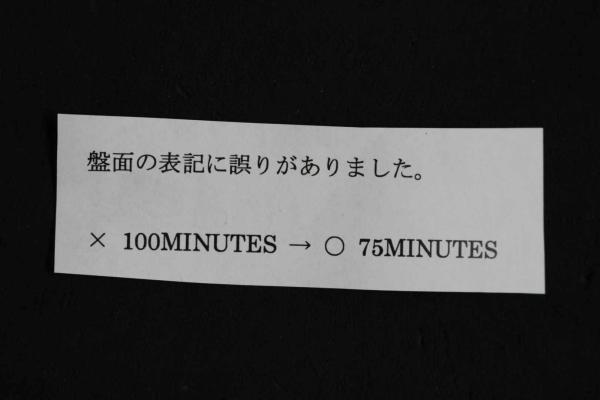 盤面の表記に誤りがありました。
× 100MINUTES → ○ 75MINUTES